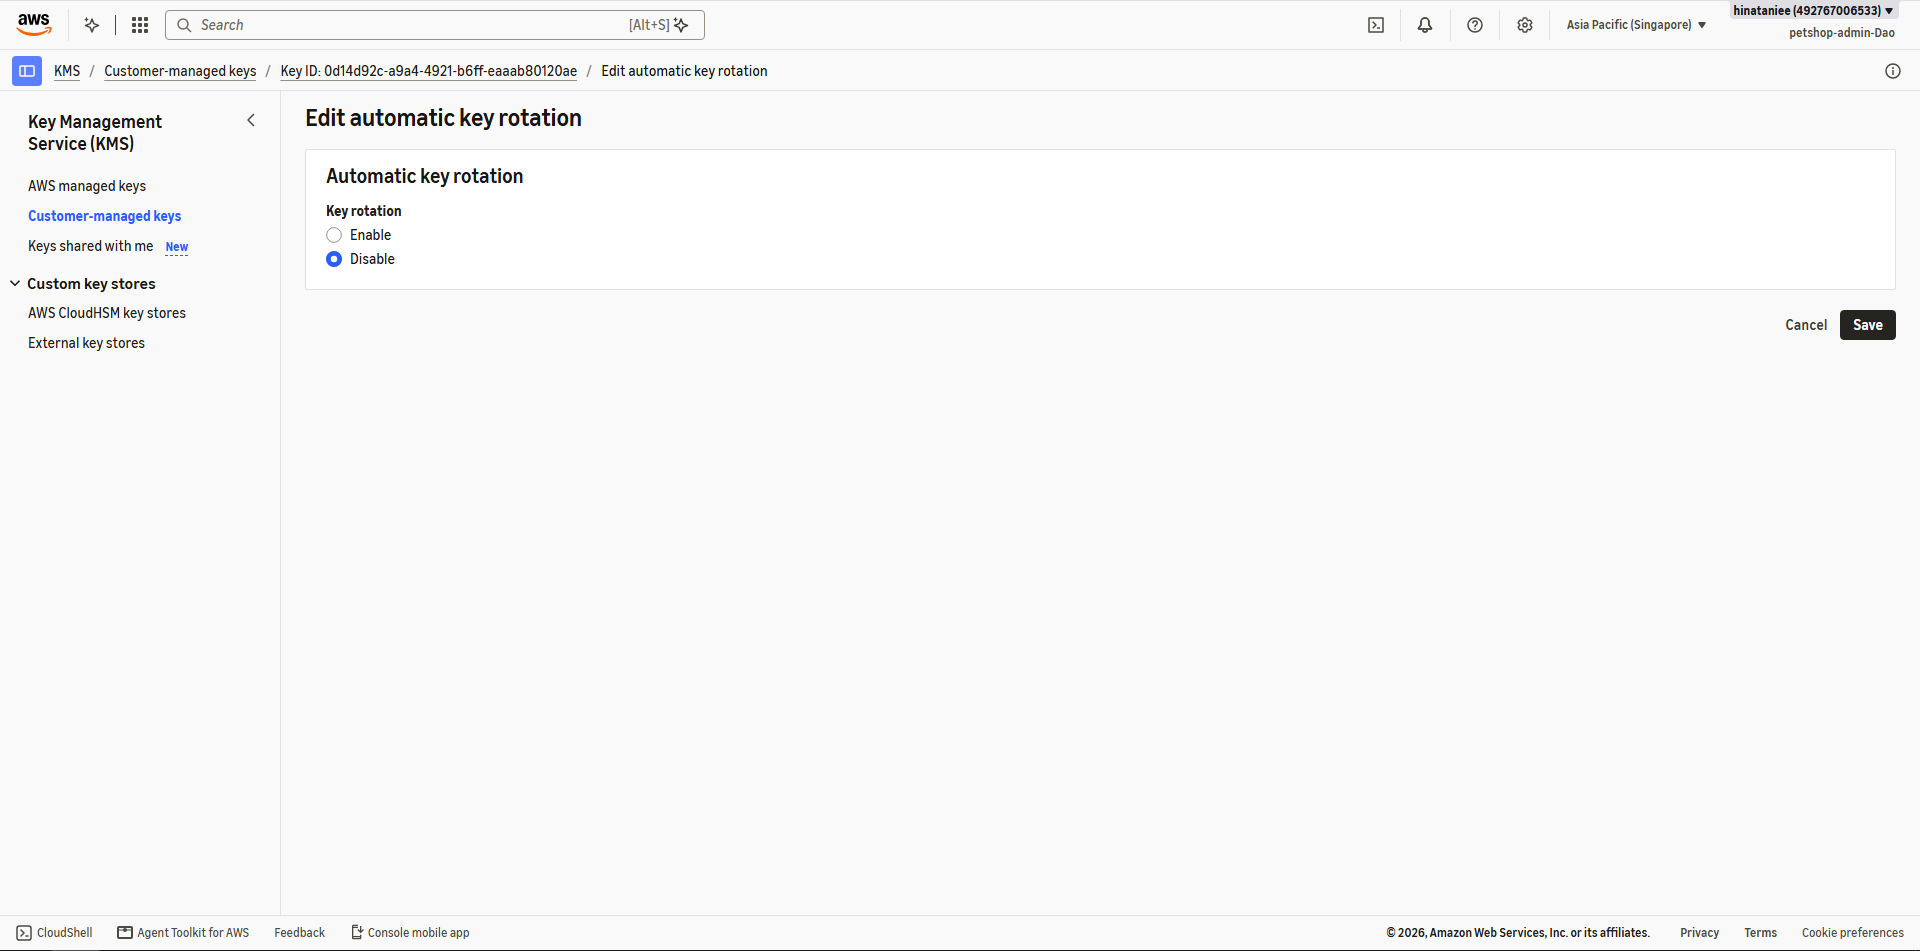 aws
Search
[Alt+S]
Asia Pacific (Singapore)
hinataniee (492767006533)
petshop-admin-Dao
KMS / Customer-managed keys / Key ID: 0d14d92c-a9a4-4921-b6ff-eaaab80120ae / Edit automatic key rotation
Key Management
Service (KMS)
AWS managed keys
Customer-managed keys
Keys shared with me New
Custom key stores
AWS CloudHSM key stores
External key stores
Edit automatic key rotation
Automatic key rotation
Key rotation
Enable
Disable
Cancel
Save
CloudShell
Agent Toolkit for AWS
Feedback
Console mobile app
© 2026, Amazon Web Services, Inc. or its affiliates.
Privacy
Terms
Cookie preferences